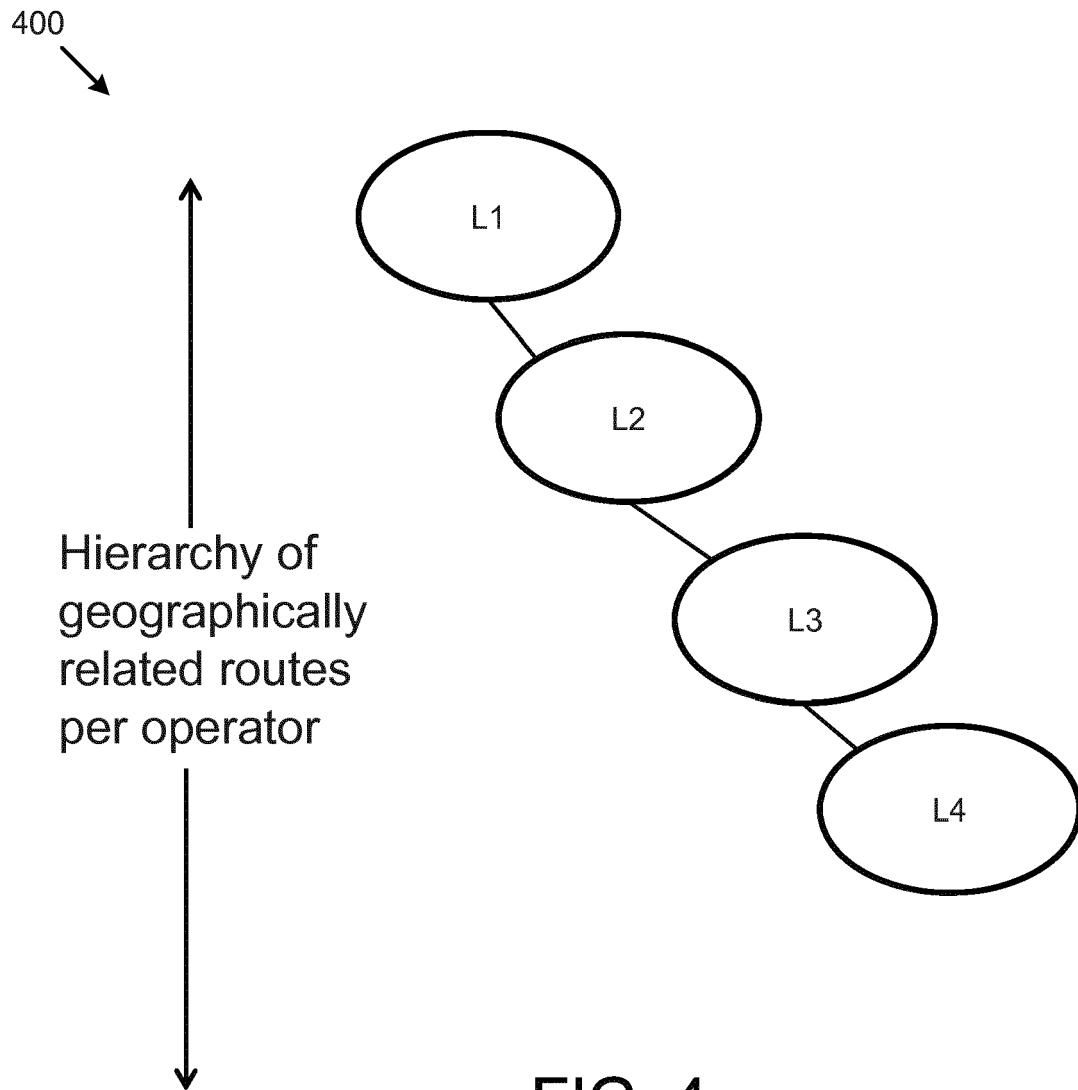 400
L1
L2
Hierarchy of
geographically
related routes
per operator
L3
L4
FIG. 4